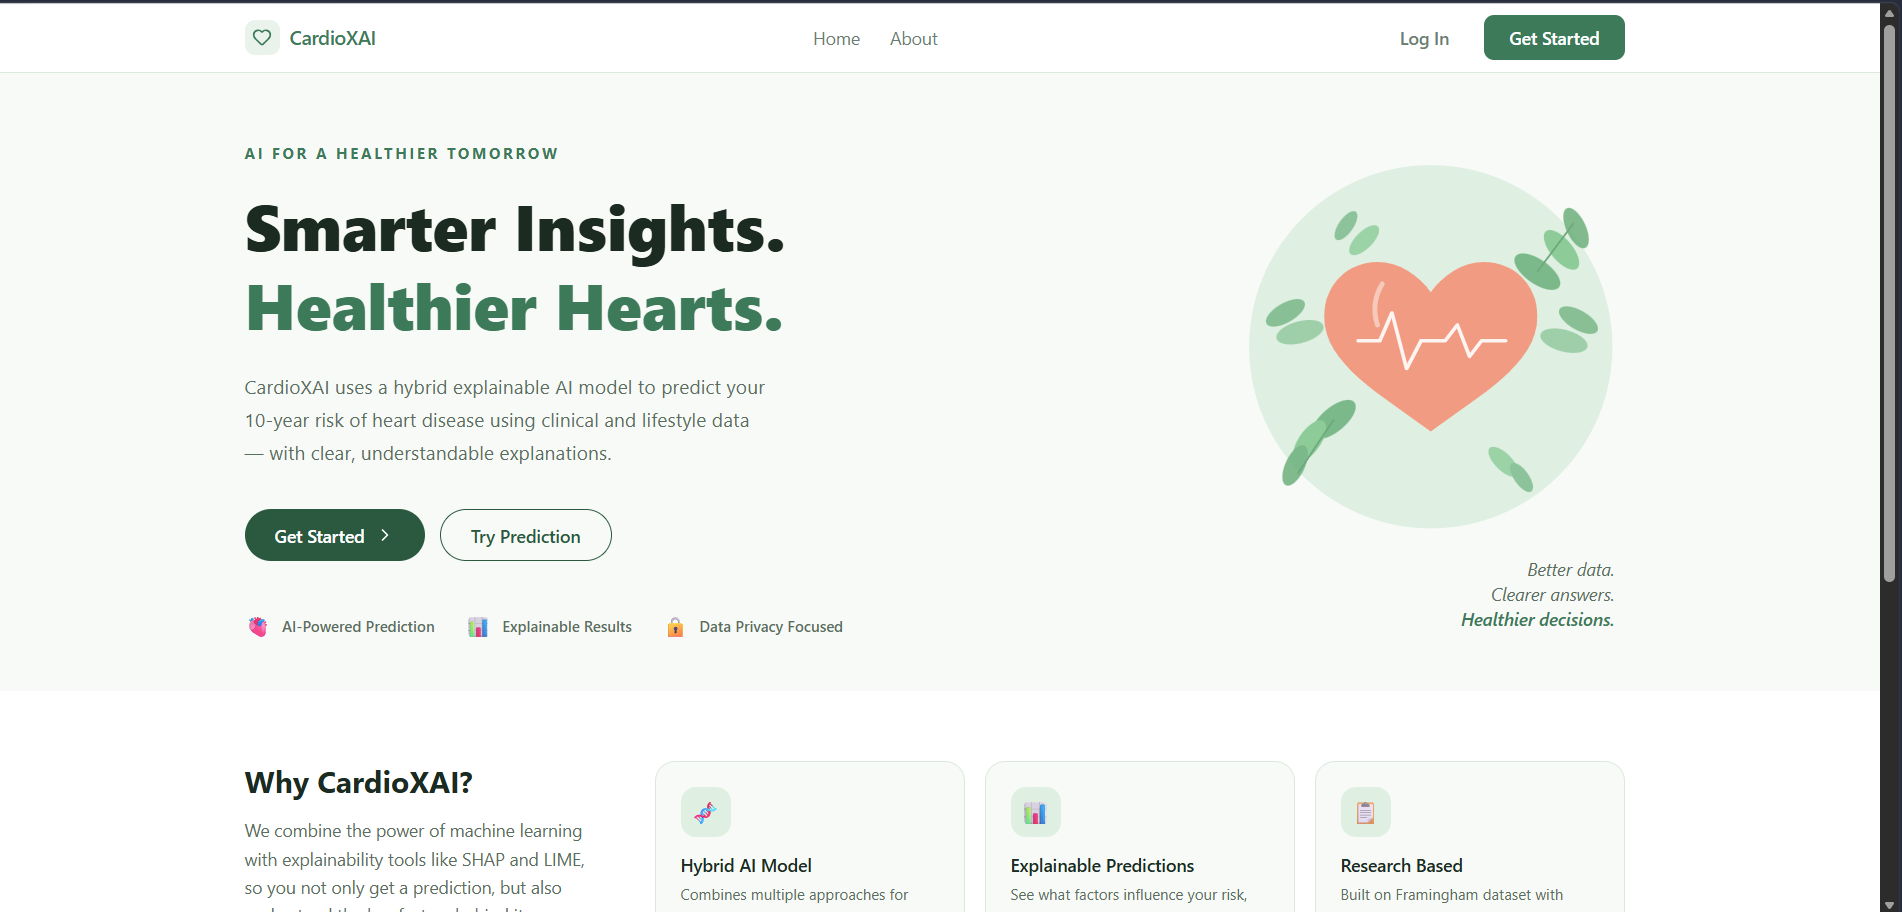 CardioXAI
Home
About
Log In
Get Started
AI FOR A HEALTHIER TOMORROW
Smarter Insights.
Healthier Hearts.
CardioXAI uses a hybrid explainable AI model to predict your
10-year risk of heart disease using clinical and lifestyle data
— with clear, understandable explanations.
Get Started
Try Prediction
AI-Powered Prediction
Explainable Results
Data Privacy Focused
Better data.
Clearer answers.
Healthier decisions.
Why CardioXAI?
We combine the power of machine learning
with explainability tools like SHAP and LIME,
so you not only get a prediction, but also
Hybrid AI Model
Combines multiple approaches for
Explainable Predictions
See what factors influence your risk,
Research Based
Built on Framingham dataset with